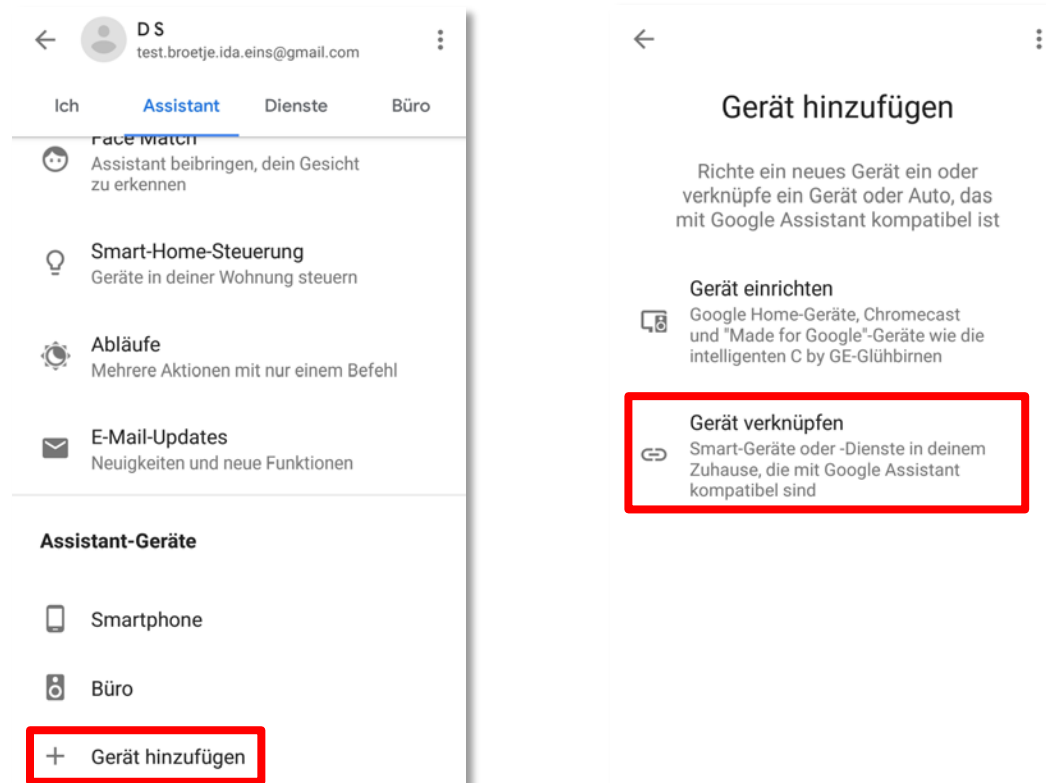 D S
test.broetje.ida.eins@gmail.com
Ich Assistant Dienste Büro
Face Match
Assistant beibringen, dein Gesicht
zu erkennen
Smart-Home-Steuerung
Geräte in deiner Wohnung steuern
Abläufe
Mehrere Aktionen mit nur einem Befehl
E-Mail-Updates
Neuigkeiten und neue Funktionen
Assistant-Geräte
Smartphone
Büro
Gerät hinzufügen
Gerät hinzufügen
Richte ein neues Gerät ein oder
verknüpfe ein Gerät oder Auto, das
mit Google Assistant kompatibel ist
Gerät einrichten
Google Home-Geräte, Chromecast
und "Made for Google"-Geräte wie die
intelligenten C by GE-Glühbirnen
Gerät verknüpfen
Smart-Geräte oder -Dienste in deinem
Zuhause, die mit Google Assistant
kompatibel sind